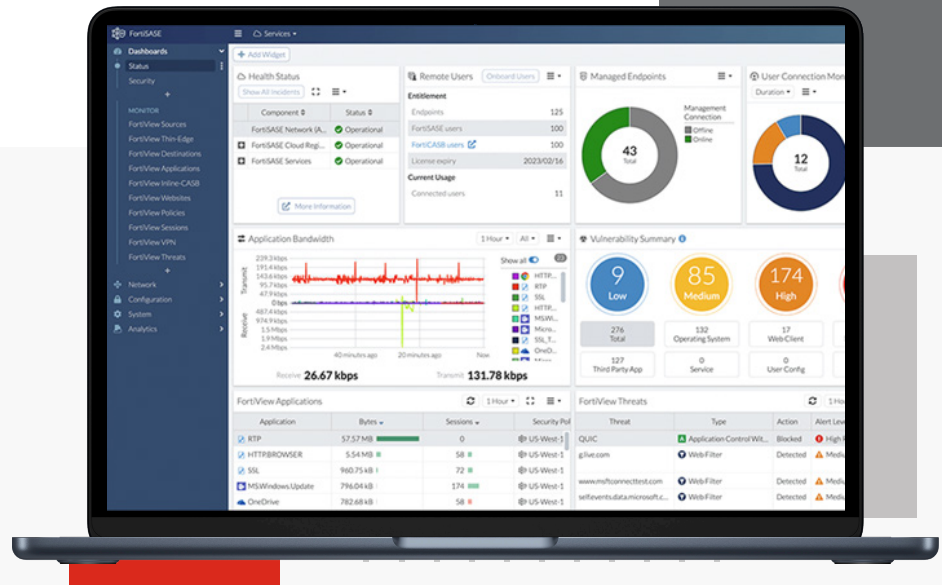 FortiSASE
Services
Dashboards
Status
Security
MONITOR
FortiView Sources
FortiView Thin-Edge
FortiView Destinations
FortiView Applications
FortiView Inline-CASB
FortiView Websites
FortiView Policies
FortiView Sessions
FortiView VPN
FortiView Threats
Network
Configuration
System
Analytics
+ Add Widget
Health Status
Show All Incidents
Component Status
FortiSASE Network (A... Operational
FortiSASE Cloud Regi... Operational
FortiSASE Services Operational
More Information
Remote Users Onboard Users
Entitlement
Endpoints 125
FortiSASE users 100
FortiCASB users 100
License expiry 2023/02/16
Current Usage
Connected users 11
Managed Endpoints
43
Total
Management
Connection
Offline
Online
User Connection Mon
Duration
12
Total
Application Bandwidth 1 Hour All
Show all
Transmit
239.3 kbps
191.4 kbps
143.6 kbps
95.7 kbps
47.9 kbps
0 bps
Receive
487.4 kbps
974.9 kbps
1.5 Mbps
1.9 Mbps
2.4 Mbps
40 minutes ago 20 minutes ago Now
HTTP...
RTP
SSL
HTTP...
MS.Wi...
Micro...
SSL_T...
OneD...
Receive 26.67 kbps Transmit 131.78 kbps
Vulnerability Summary
9
Low
85
Medium
174
High
276
Total
132
Operating System
17
Web Client
127
Third Party App
0
Service
0
User Config
FortiView Applications 1 Hour
Application Bytes Sessions Security Pol
RTP 57.57 MB 0 US-West-1
HTTP.BROWSER 5.54 MB 58 US-West-1
SSL 960.75 kB 72 US-West-1
MS.Windows.Update 796.04 kB 174 US-West-1
OneDrive 782.68 kB 58 US-West-1
FortiView Threats 1 Ho
Threat Type Action Alert Leve
QUIC Application Control Wit... Blocked High
g.live.com Web Filter Detected Mediu
www.msftconnecttest.com Web Filter Detected Mediu
self.events.data.microsoft.c... Web Filter Detected Mediu